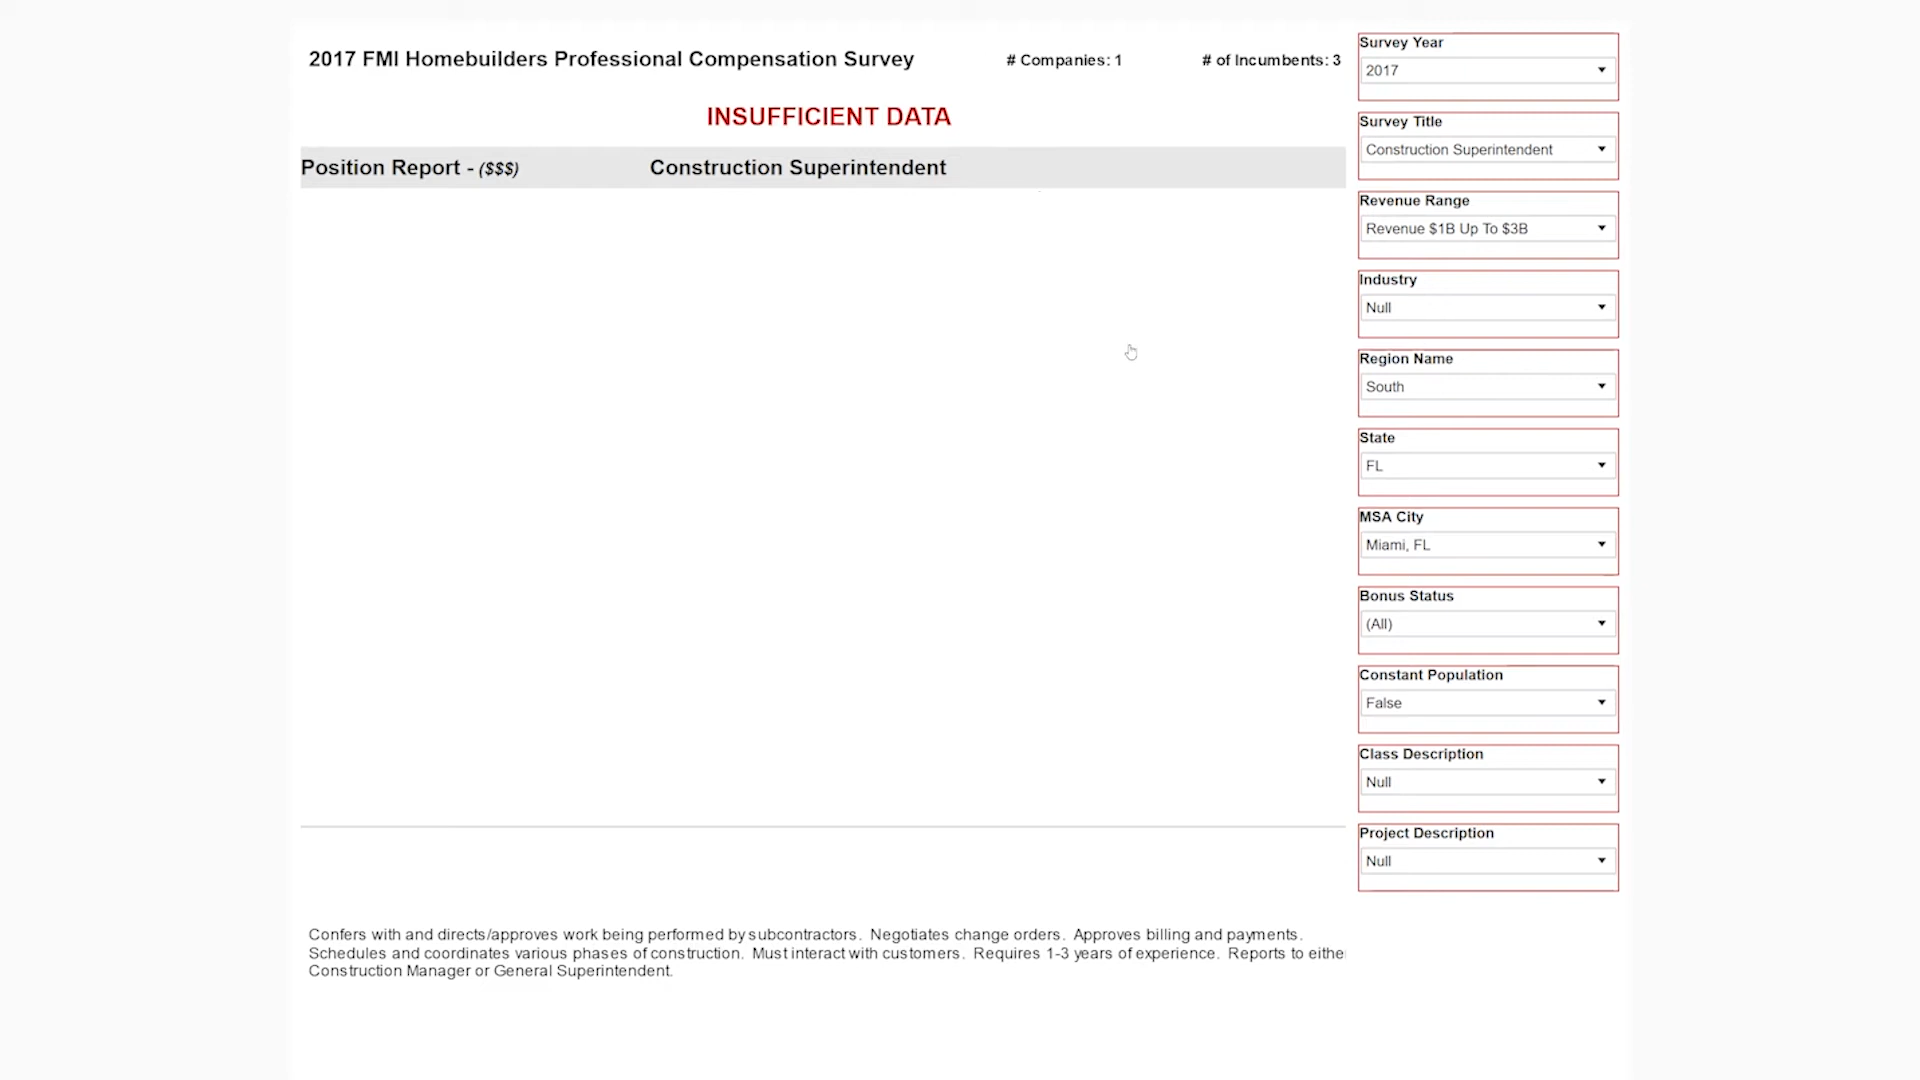 2017 FMI Homebuilders Professional Compensation Survey # Companies: 1 # of Incumbents: 3
INSUFFICIENT DATA
Position Report - ($$$) Construction Superintendent
Survey Year
2017
Survey Title
Construction Superintendent
Revenue Range
Revenue $1B Up To $3B
Industry
Null
Region Name
South
State
FL
MSA City
Miami, FL
Bonus Status
(All)
Constant Population
False
Class Description
Null
Project Description
Null
Confers with and directs/approves work being performed by subcontractors. Negotiates change orders. Approves billing and payments.
Schedules and coordinates various phases of construction. Must interact with customers. Requires 1-3 years of experience. Reports to eithe
Construction Manager or General Superintendent.